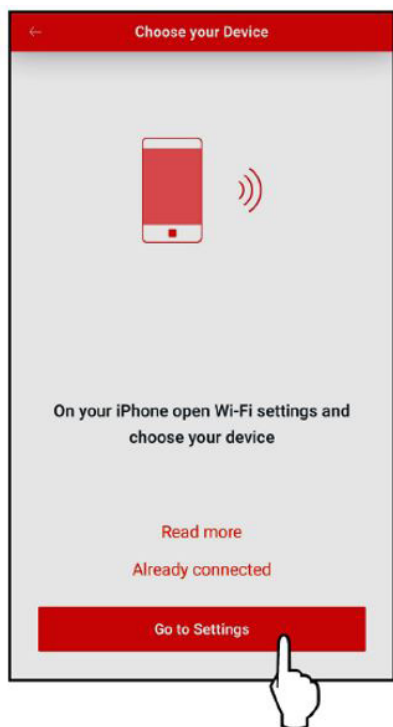 Choose your Device
On your iPhone open Wi-Fi settings and
choose your device
Read more
Already connected
Go to Settings